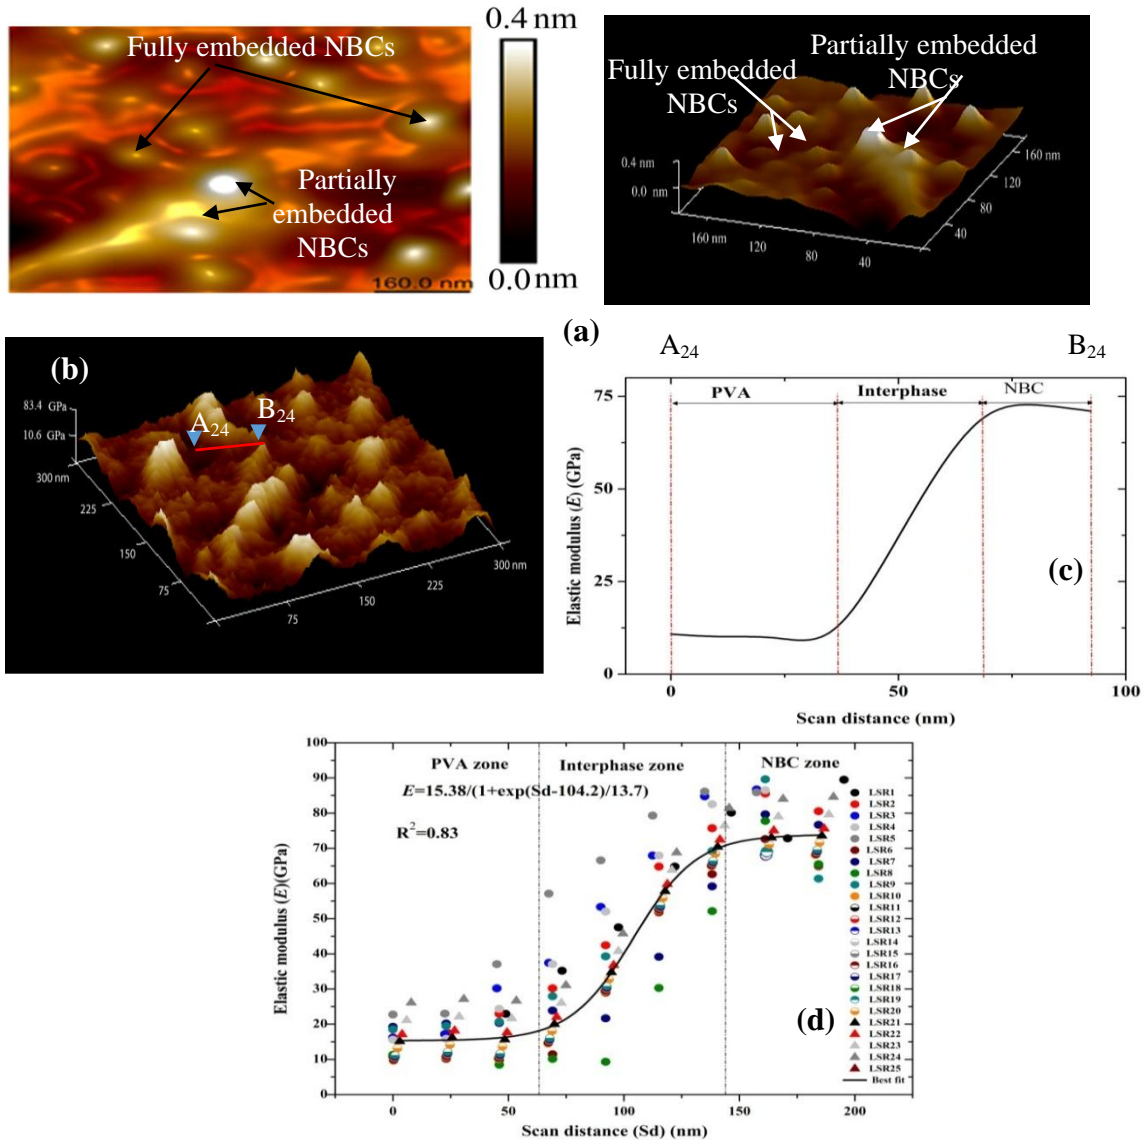 Fully embedded NBCs
Partially
embedded
NBCs
160.0 nm
0.4 nm
0.0 nm
Partially embedded
NBCs
Fully embedded
NBCs
0.4 nm
0.0 nm
160 nm
120
80
40
40
80
120
160 nm
(a)
(b)
83.4 GPa
10.6 GPa
A24
B24
300 nm
225
150
75
75
150
225
300 nm
A24
B24
PVA
Interphase
NBC
75
50
25
0
Elastic modulus (E) (GPa)
0
50
100
Scan distance (nm)
(c)
PVA zone
Interphase zone
NBC zone
E=15.38/(1+exp(Sd-104.2)/13.7)
R2=0.83
100
90
80
70
60
50
40
30
20
10
0
Elastic modulus (E)(GPa)
0
50
100
150
200
Scan distance (Sd) (nm)
(d)
LSR1
LSR2
LSR3
LSR4
LSR5
LSR6
LSR7
LSR8
LSR9
LSR10
LSR11
LSR12
LSR13
LSR14
LSR15
LSR16
LSR17
LSR18
LSR19
LSR20
LSR21
LSR22
LSR23
LSR24
LSR25
Best fit